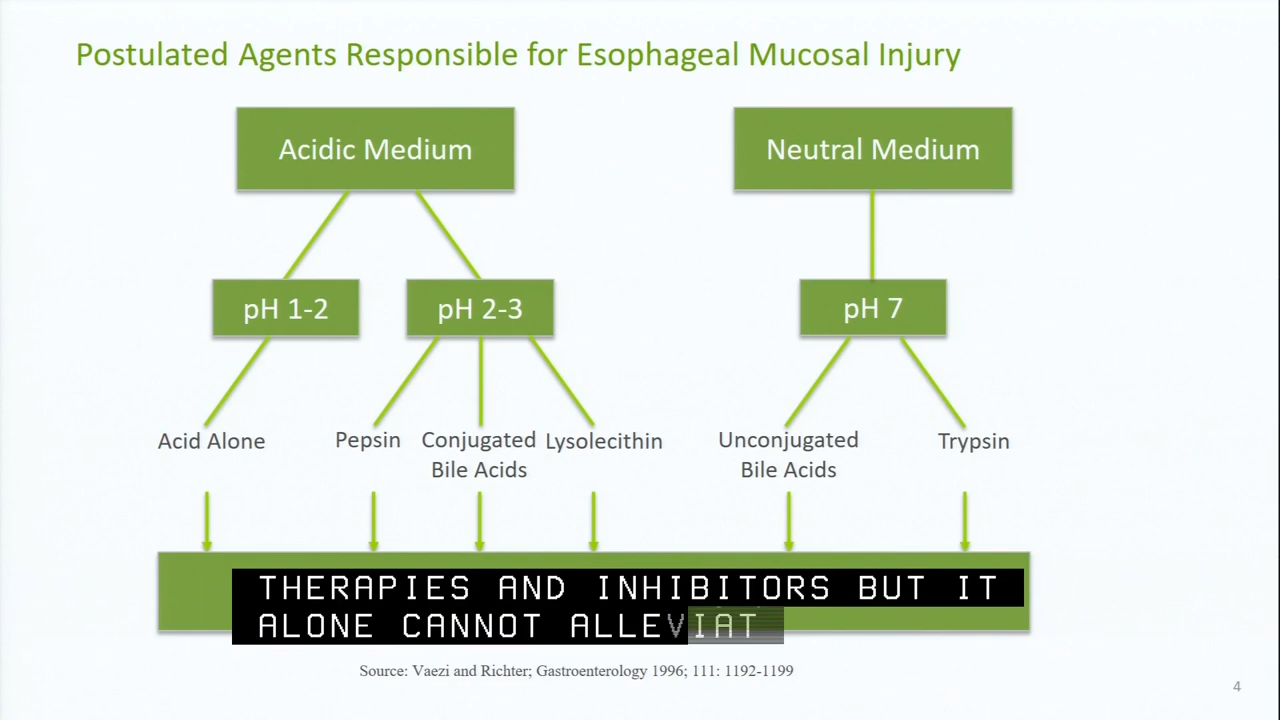 Postulated Agents Responsible for Esophageal Mucosal Injury
Acidic Medium
Neutral Medium
pH 1-2
pH 2-3
pH 7
Acid Alone
Pepsin
Conjugated
Bile Acids
Lysolecithin
Unconjugated
Bile Acids
Trypsin
THERAPIES AND INHIBITORS BUT IT
ALONE CANNOT ALLEVIAT
Source: Vaezi and Richter; Gastroenterology 1996; 111: 1192-1199
4